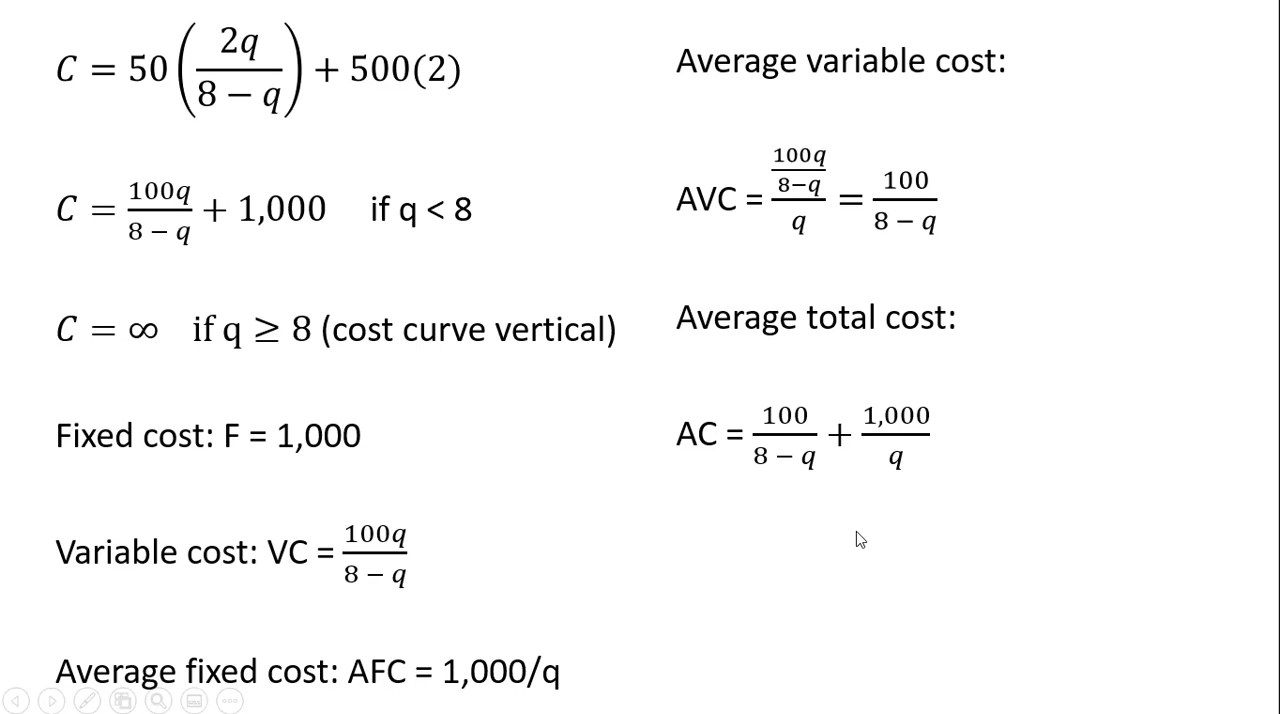 C = 50(2q/(8 − q)) + 500(2)
C = 100q/(8 − q) + 1,000 if q < 8
C = ∞ if q ≥ 8 (cost curve vertical)
Fixed cost: F = 1,000
Variable cost: VC = 100q/(8 − q)
Average fixed cost: AFC = 1,000/q
Average variable cost:
AVC = (100q/(8−q))/q = 100/(8 − q)
Average total cost:
AC = 100/(8 − q) + 1,000/q